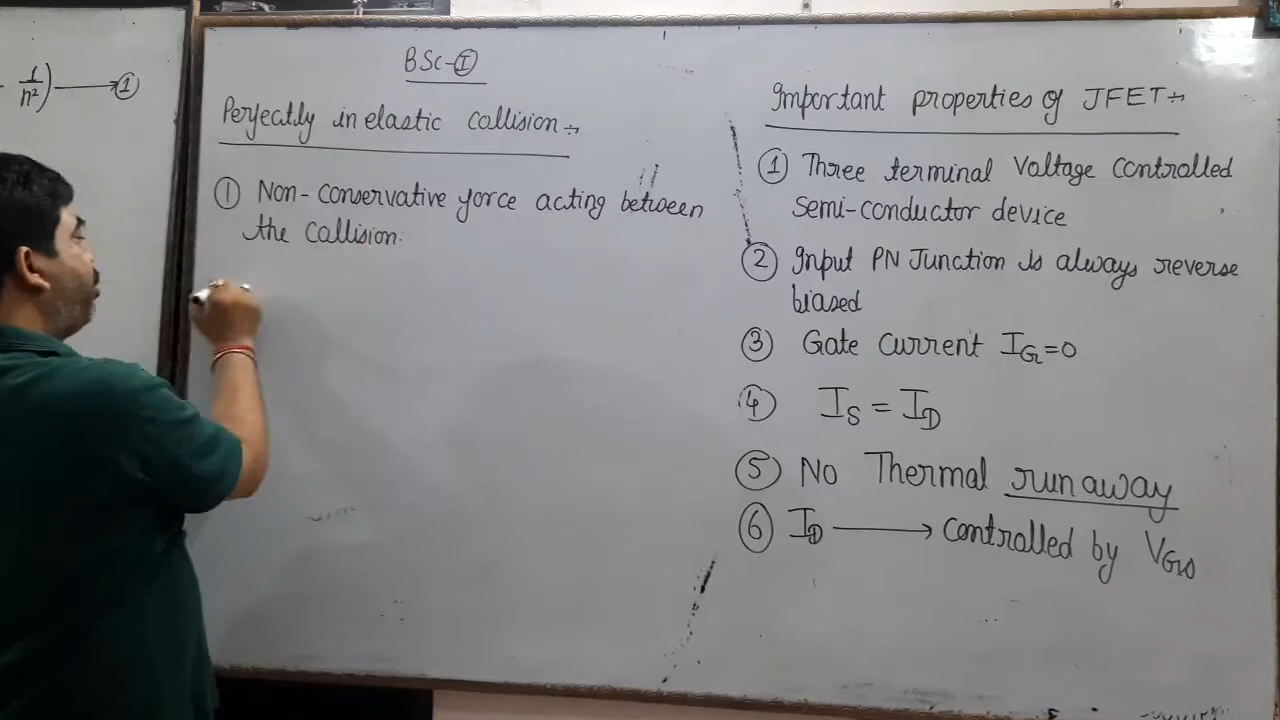 1/n²) ⟶ ①
BSc-Ⓘ
Perfectly inelastic collision :-
① Non-conservative force acting between
the collision.
Important properties of JFET :-
① Three terminal Voltage controlled
semi-conductor device
② Input PN Junction is always reverse
biased
③ Gate current I_G=0
④ I_S = I_D
⑤ No Thermal runaway
⑥ I_D ⟶ controlled by